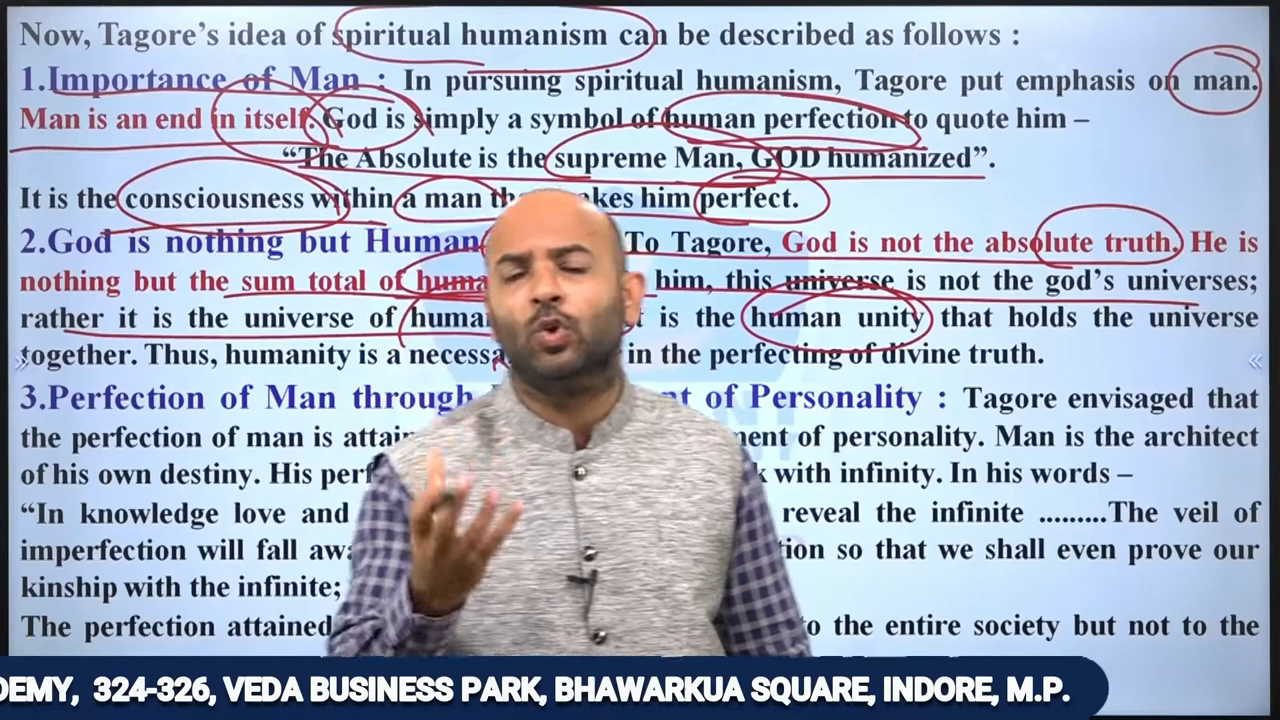 Now, Tagore's idea of spiritual humanism can be described as follows :
1.Importance of Man : In pursuing spiritual humanism, Tagore put emphasis on man.
Man is an end in itself. God is simply a symbol of human perfection to quote him –
“The Absolute is the supreme Man, GOD humanized”.
It is the consciousness within a man kes him perfect.
2.God is nothing but Human To Tagore, God is not the absolute truth, He is
nothing but the sum total of huma him, this universe is not the god's universes;
rather it is the universe of huma is the human unity that holds the universe
together. Thus, humanity is a in the perfecting of divine truth.
3.Perfection of Man through nt of Personality : Tagore envisaged that
the perfection of man is attai ment of personality. Man is the architect
of his own destiny. His perf with infinity. In his words –
“In knowledge love and reveal the infinite .........The veil of
imperfection will fall awa tion so that we shall even prove our
kinship with the infinite;
The perfection attained to the entire society but not to the
DEMY, 324-326, VEDA BUSINESS PARK, BHAWARKUA SQUARE, INDORE, M.P.